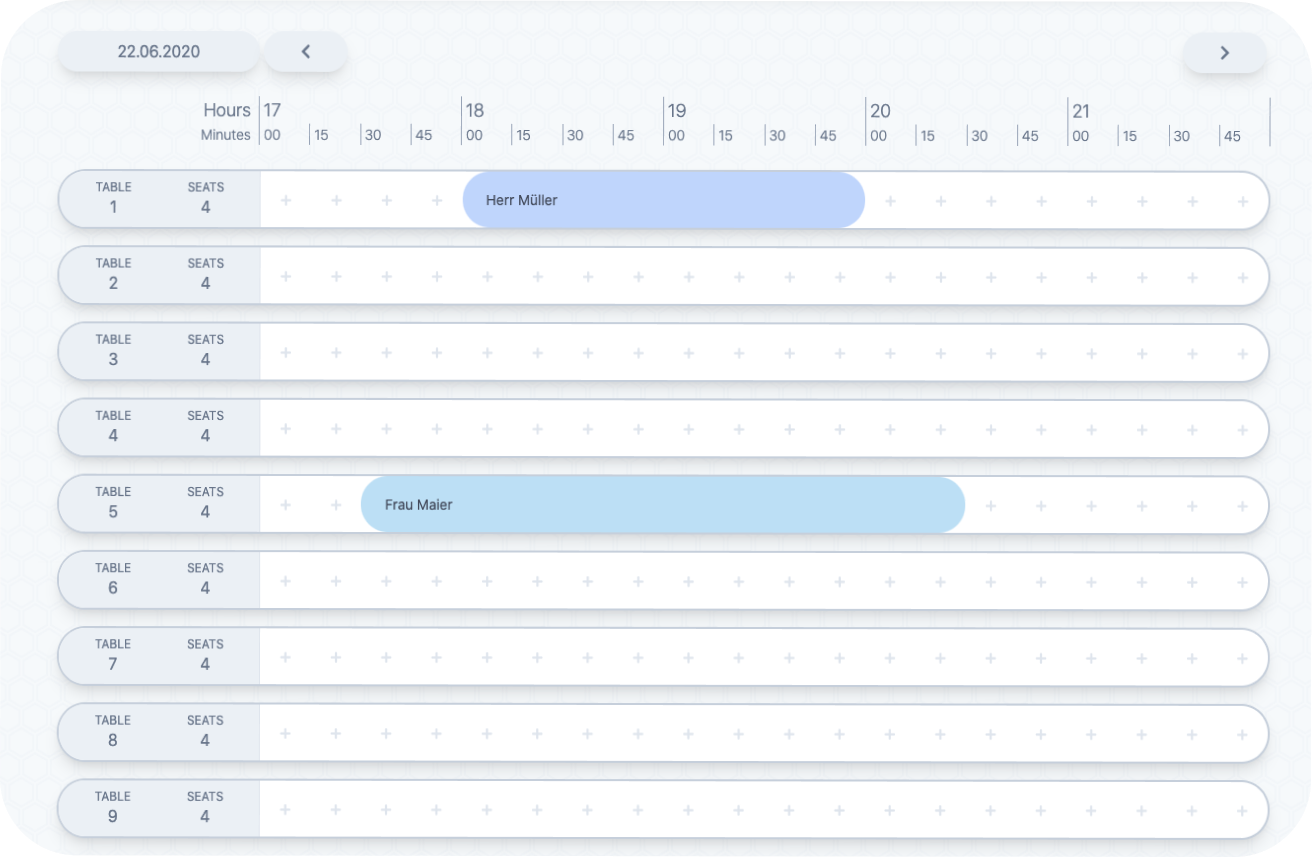 22.06.2020
Hours 17 18 19 20 21
Minutes 00 15 30 45 00 15 30 45 00 15 30 45 00 15 30 45 00 15 30 45
TABLE SEATS
1 4 Herr Müller
TABLE SEATS
2 4
TABLE SEATS
3 4
TABLE SEATS
4 4
TABLE SEATS
5 4 Frau Maier
TABLE SEATS
6 4
TABLE SEATS
7 4
TABLE SEATS
8 4
TABLE SEATS
9 4